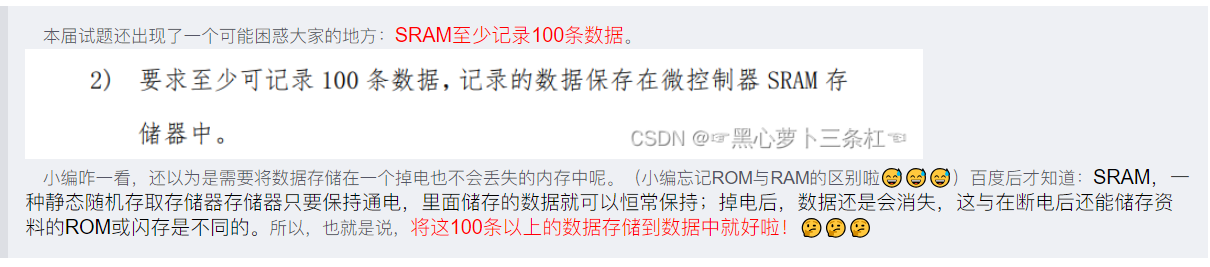 本届试题还出现了一个可能困惑大家的地方：SRAM至少记录100条数据。
2) 要求至少可记录 100 条数据，记录的数据保存在微控制器 SRAM 存
储器中。
CSDN @☞黑心萝卜三条杠☜
小编咋一看，还以为是需要将数据存储在一个掉电也不会丢失的内存中呢。（小编忘记ROM与RAM的区别啦😅😅😅）百度后才知道：SRAM，一
种静态随机存取存储器存储器只要保持通电，里面储存的数据就可以恒常保持；掉电后，数据还是会消失，这与在断电后还能储存资
料的ROM或闪存是不同的。所以，也就是说，将这100条以上的数据存储到数据中就好啦！🤔🤔🤔